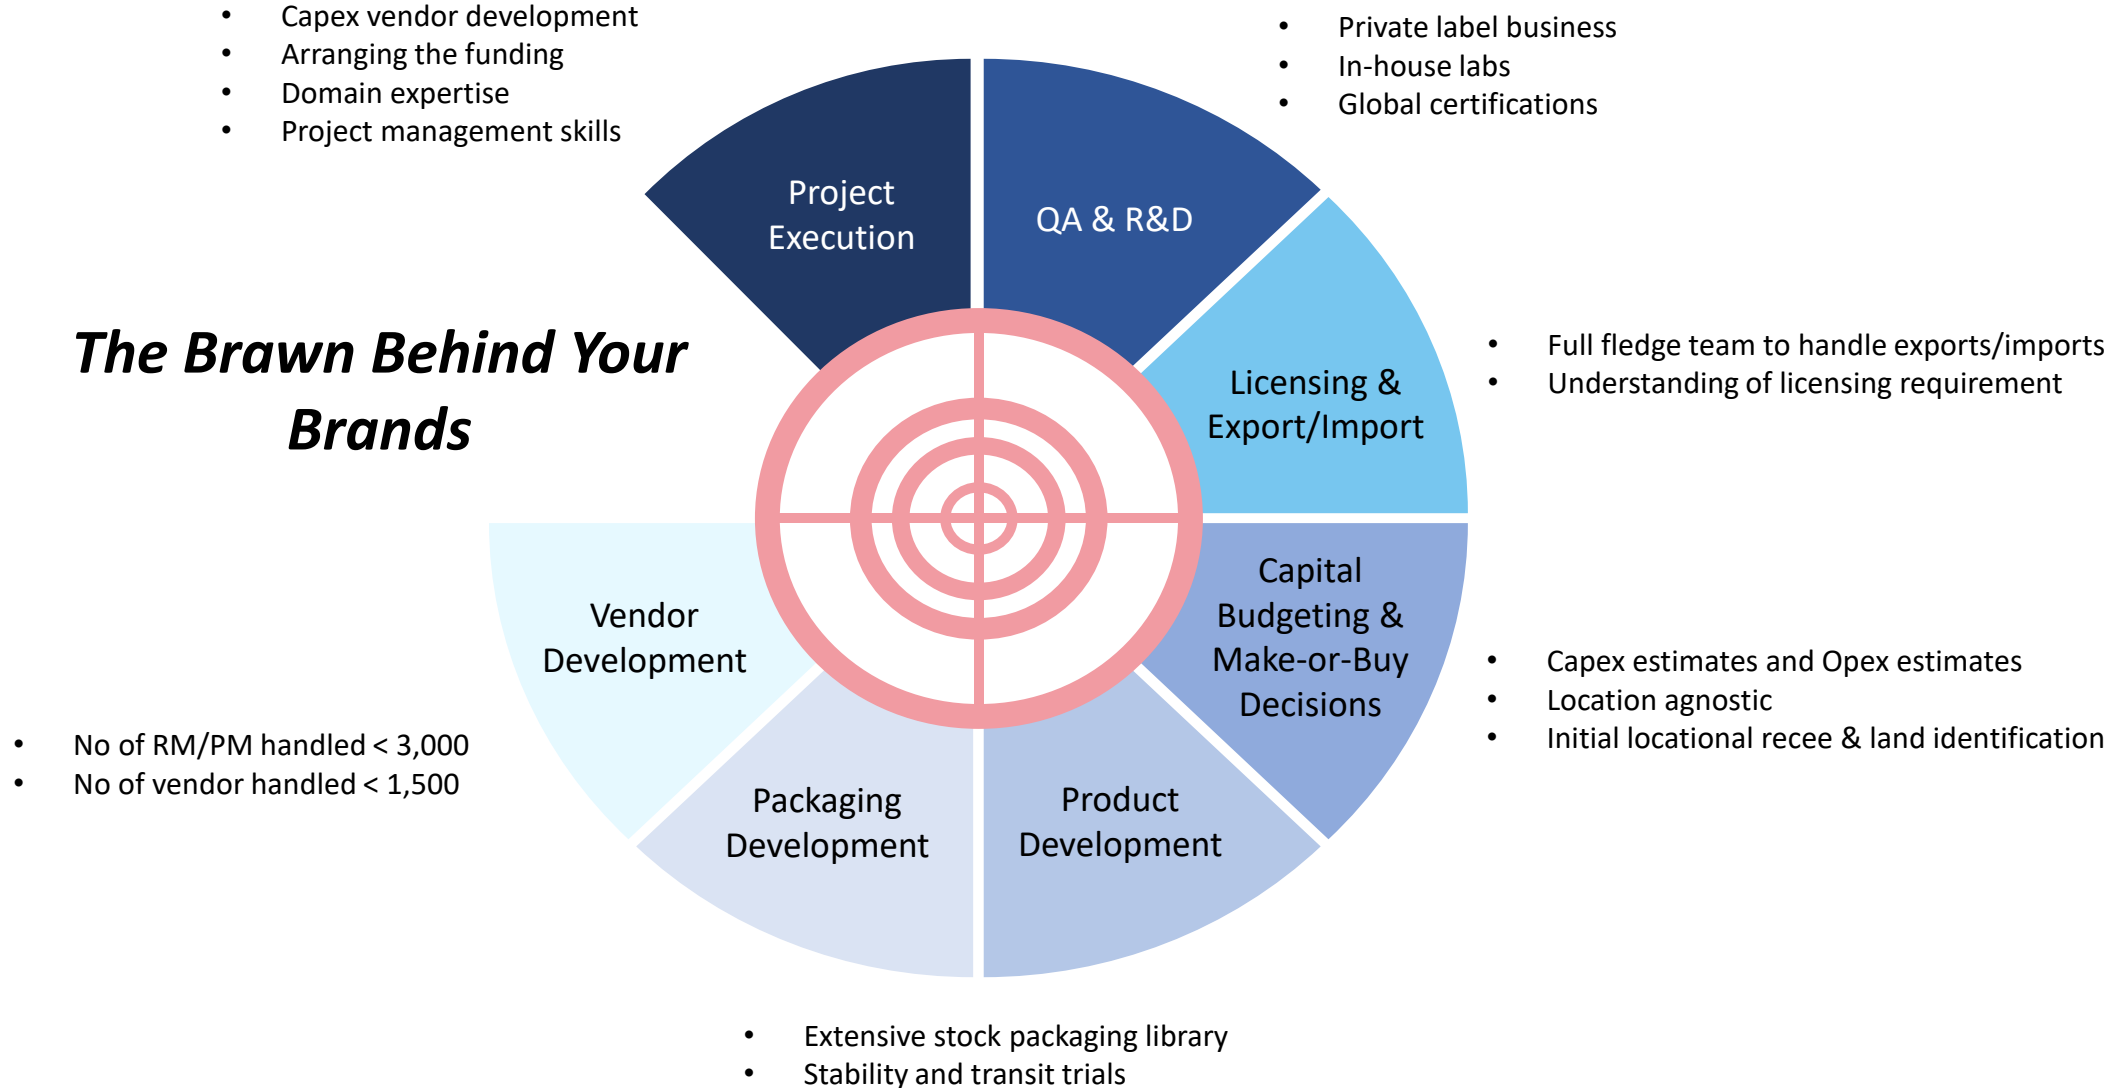 • Capex vendor development
• Arranging the funding
• Domain expertise
• Project management skills
• Private label business
• In-house labs
• Global certifications
Project
Execution
QA & R&D
The Brawn Behind Your
Brands
Licensing &
Export/Import
• Full fledge team to handle exports/imports
• Understanding of licensing requirement
Capital
Budgeting &
Make-or-Buy
Decisions
• Capex estimates and Opex estimates
• Location agnostic
• Initial locational recee & land identification
Vendor
Development
• No of RM/PM handled < 3,000
• No of vendor handled < 1,500
Packaging
Development
Product
Development
• Extensive stock packaging library
• Stability and transit trials